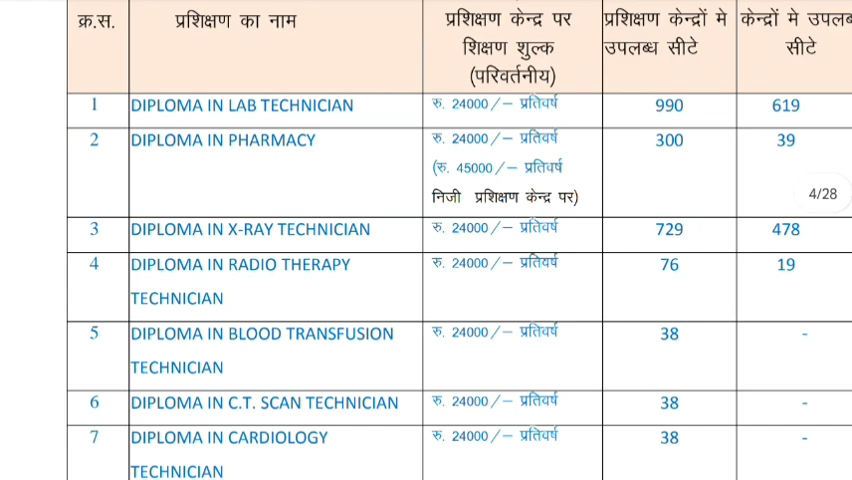 क्र.स. प्रशिक्षण का नाम प्रशिक्षण केन्द्र पर प्रशिक्षण केन्द्रों मे केन्द्रों मे
शिक्षण शुल्क उपलब्ध सीटे सीटे
(परिवर्तनीय)
1 DIPLOMA IN LAB TECHNICIAN रु. 24000/– प्रतिवर्ष 990 619
2 DIPLOMA IN PHARMACY रु. 24000/– प्रतिवर्ष 300 39
(रु. 45000/– प्रतिवर्ष
निजी प्रशिक्षण केन्द्र पर)
4/28
3 DIPLOMA IN X-RAY TECHNICIAN रु. 24000/– प्रतिवर्ष 729 478
4 DIPLOMA IN RADIO THERAPY रु. 24000/– प्रतिवर्ष 76 19
TECHNICIAN
5 DIPLOMA IN BLOOD TRANSFUSION रु. 24000/– प्रतिवर्ष 38 -
TECHNICIAN
6 DIPLOMA IN C.T. SCAN TECHNICIAN रु. 24000/– प्रतिवर्ष 38 -
7 DIPLOMA IN CARDIOLOGY रु. 24000/– प्रतिवर्ष 38 -
TECHNICIAN